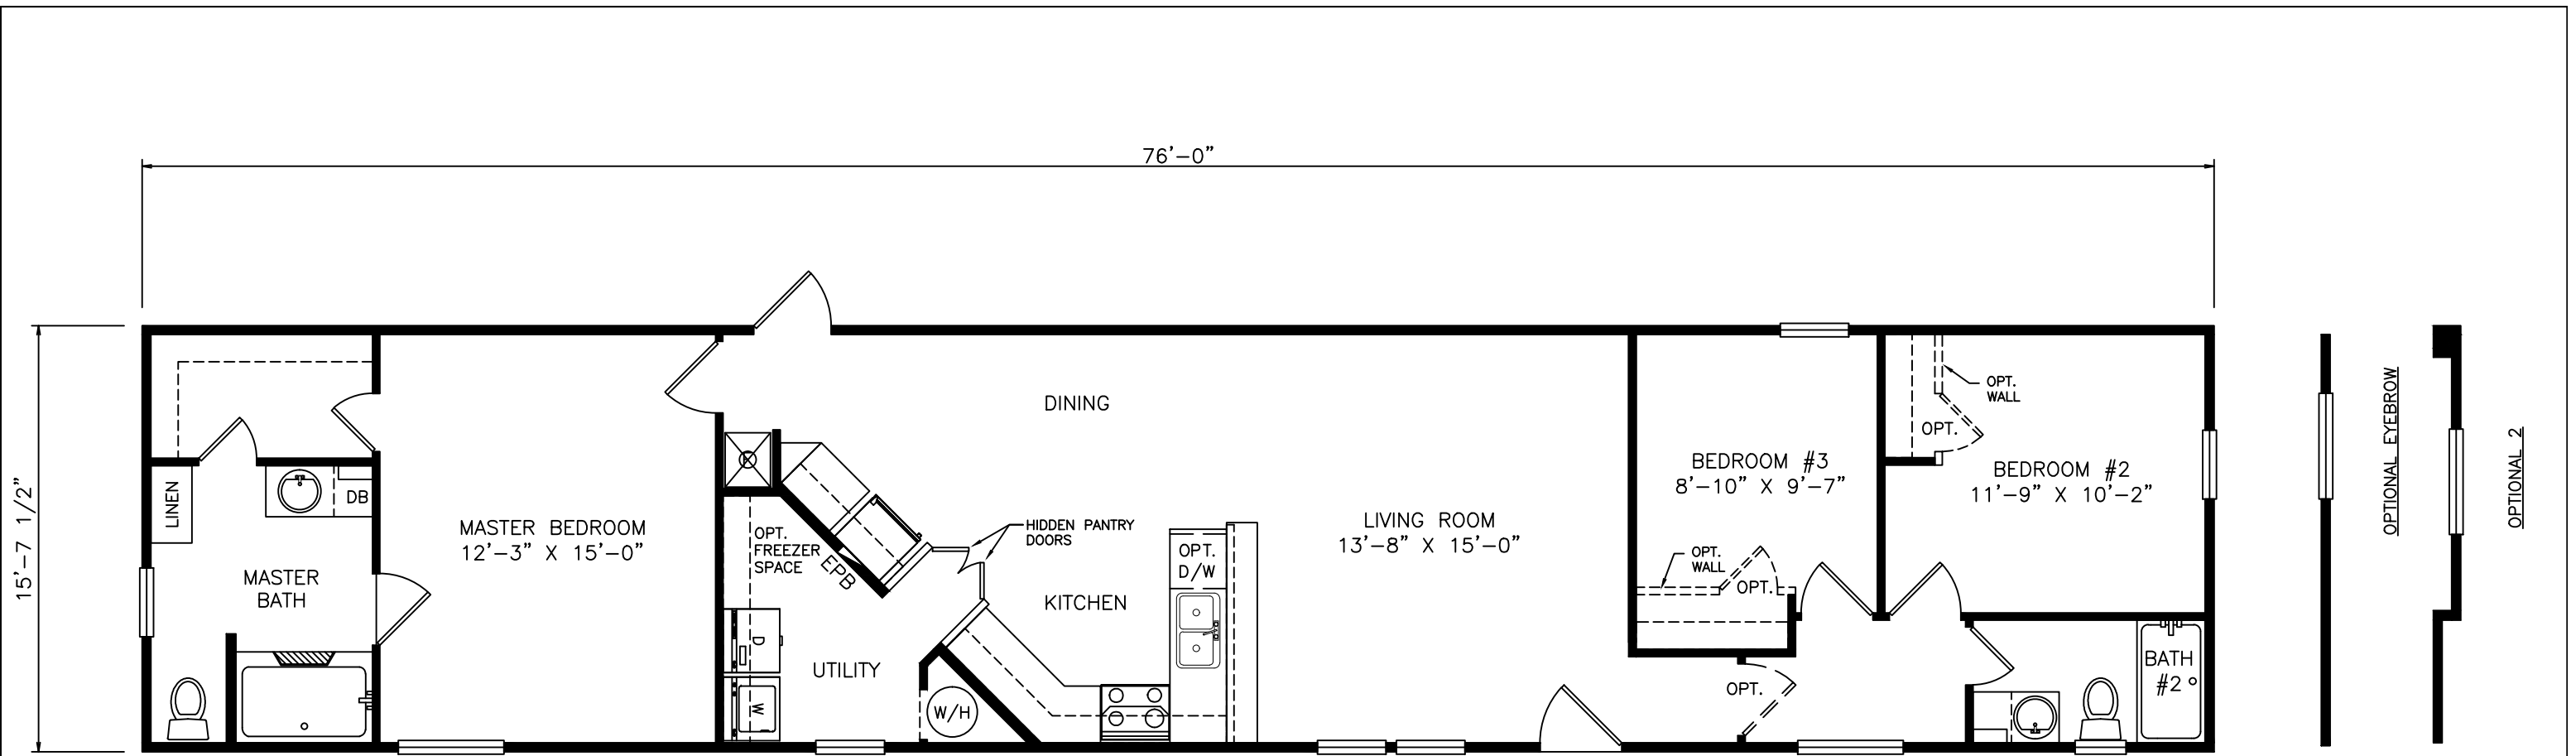 76'-0"
15'-7 1/2"
LINEN
DB
MASTER
BATH
MASTER BEDROOM
12'-3" X 15'-0"
OPT.
FREEZER
SPACE
EPB
D
W
UTILITY
W/H
DINING
HIDDEN PANTRY
DOORS
KITCHEN
OPT.
D/W
LIVING ROOM
13'-8" X 15'-0"
BEDROOM #3
8'-10" X 9'-7"
OPT.
WALL
OPT.
OPT.
OPT.
WALL
OPT.
BEDROOM #2
11'-9" X 10'-2"
BATH
#2
OPTIONAL EYEBROW
OPTIONAL 2